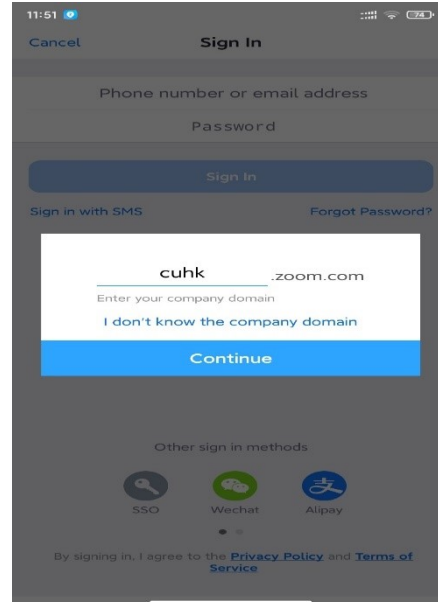 11:51 74
Cancel Sign In
Phone number or email address
Password
Sign In
Sign in with SMS Forgot Password?
cuhk .zoom.com
Enter your company domain
I don't know the company domain
Continue
Other sign in methods
SSO Wechat Alipay
By signing in, I agree to the Privacy Policy and Terms of
Service